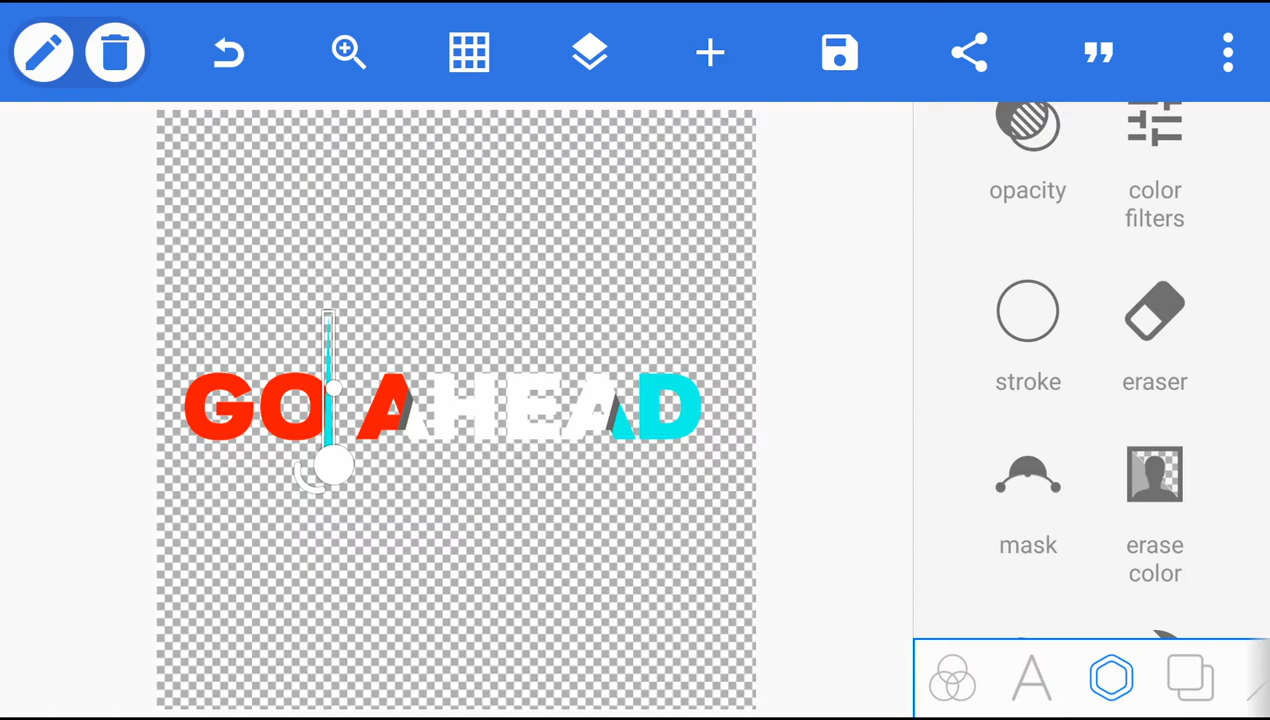 opacity
color
filters
GO AHEAD
stroke
eraser
mask
erase
color